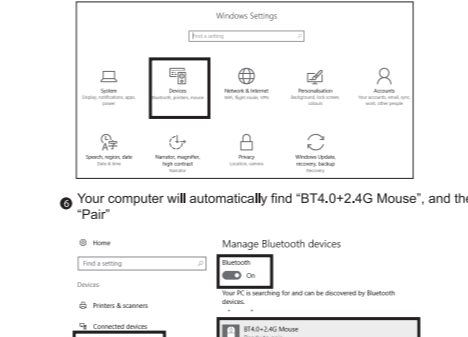 Windows Settings
Find a setting
System
Display, notifications, apps, power
Devices
Bluetooth, printers, mouse
Network & Internet
WiFi, flight mode, VPN
Personalisation
Background, lock screen, colours
Accounts
Your accounts, email, sync, work, other people
Speech, region, date
Date & time
Narrator, magnifier, high contrast
Narrator
Privacy
Location, camera
Windows Update, recovery, backup
Recovery
6 Your computer will automatically find “BT4.0+2.4G Mouse”, and the
“Pair”
Home
Find a setting
Devices
Printers & scanners
Connected devices
Manage Bluetooth devices
Bluetooth
On
Your PC is searching for and can be discovered by Bluetooth
devices.
BT4.0+2.4G Mouse